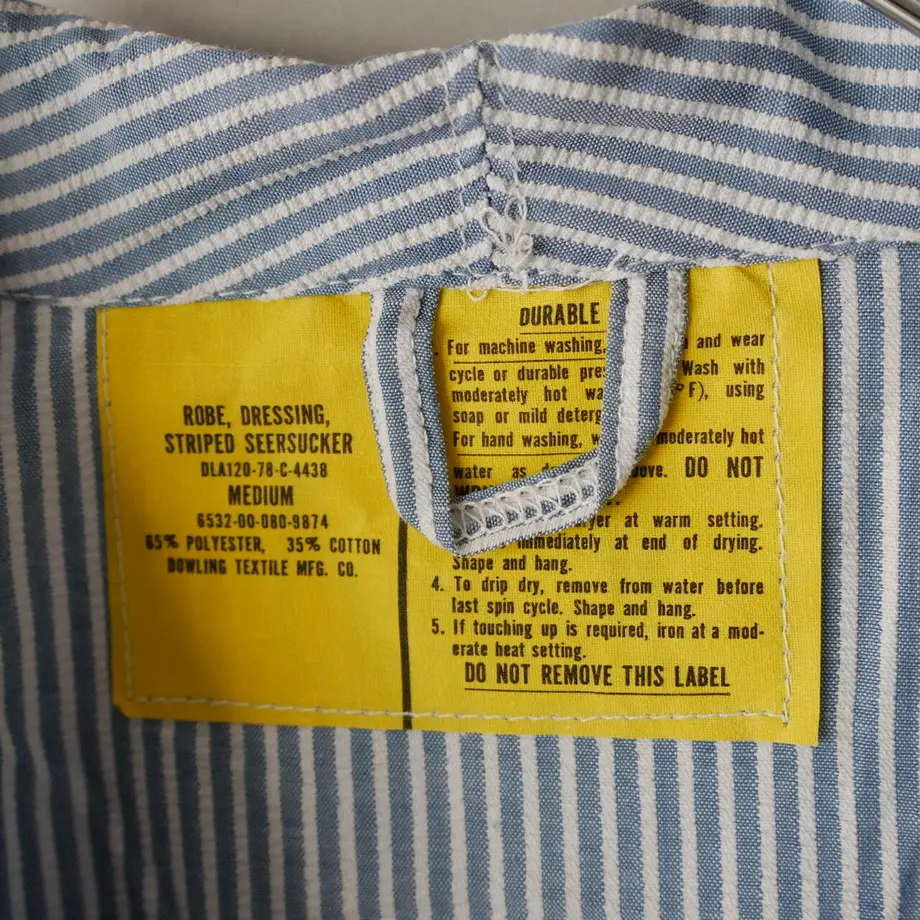 ROBE, DRESSING,
STRIPED SEERSUCKER
DLA120-78-C-4438
MEDIUM
6532-00-080-9874
65% POLYESTER, 35% COTTON
DOWLING TEXTILE MFG. CO.
DURABLE
For machine washing, and wear
cycle or durable Wash with
moderately hot °F), using
soap or mild
For hand washing, moderately hot
water as DO NOT
at warm setting.
immediately at end of drying.
Shape and hang.
4. To drip dry, remove from water before
last spin cycle. Shape and hang.
5. If touching up is required, iron at a mod-
erate heat setting.
DO NOT REMOVE THIS LABEL